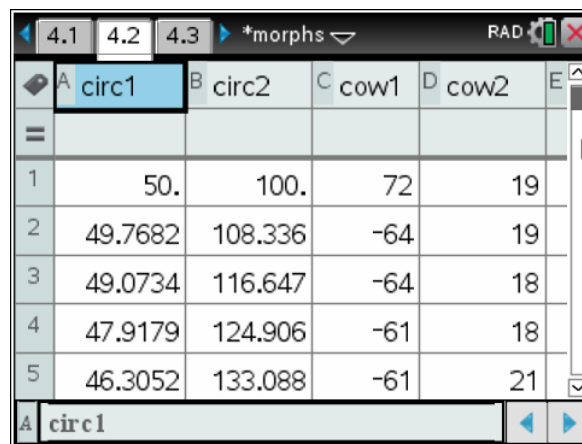 4.1 4.2 4.3 *morphs RAD
A circ1 B circ2 C cow1 D cow2 E
=
1 50. 100. 72 19
2 49.7682 108.336 -64 19
3 49.0734 116.647 -64 18
4 47.9179 124.906 -61 18
5 46.3052 133.088 -61 21
A circ1